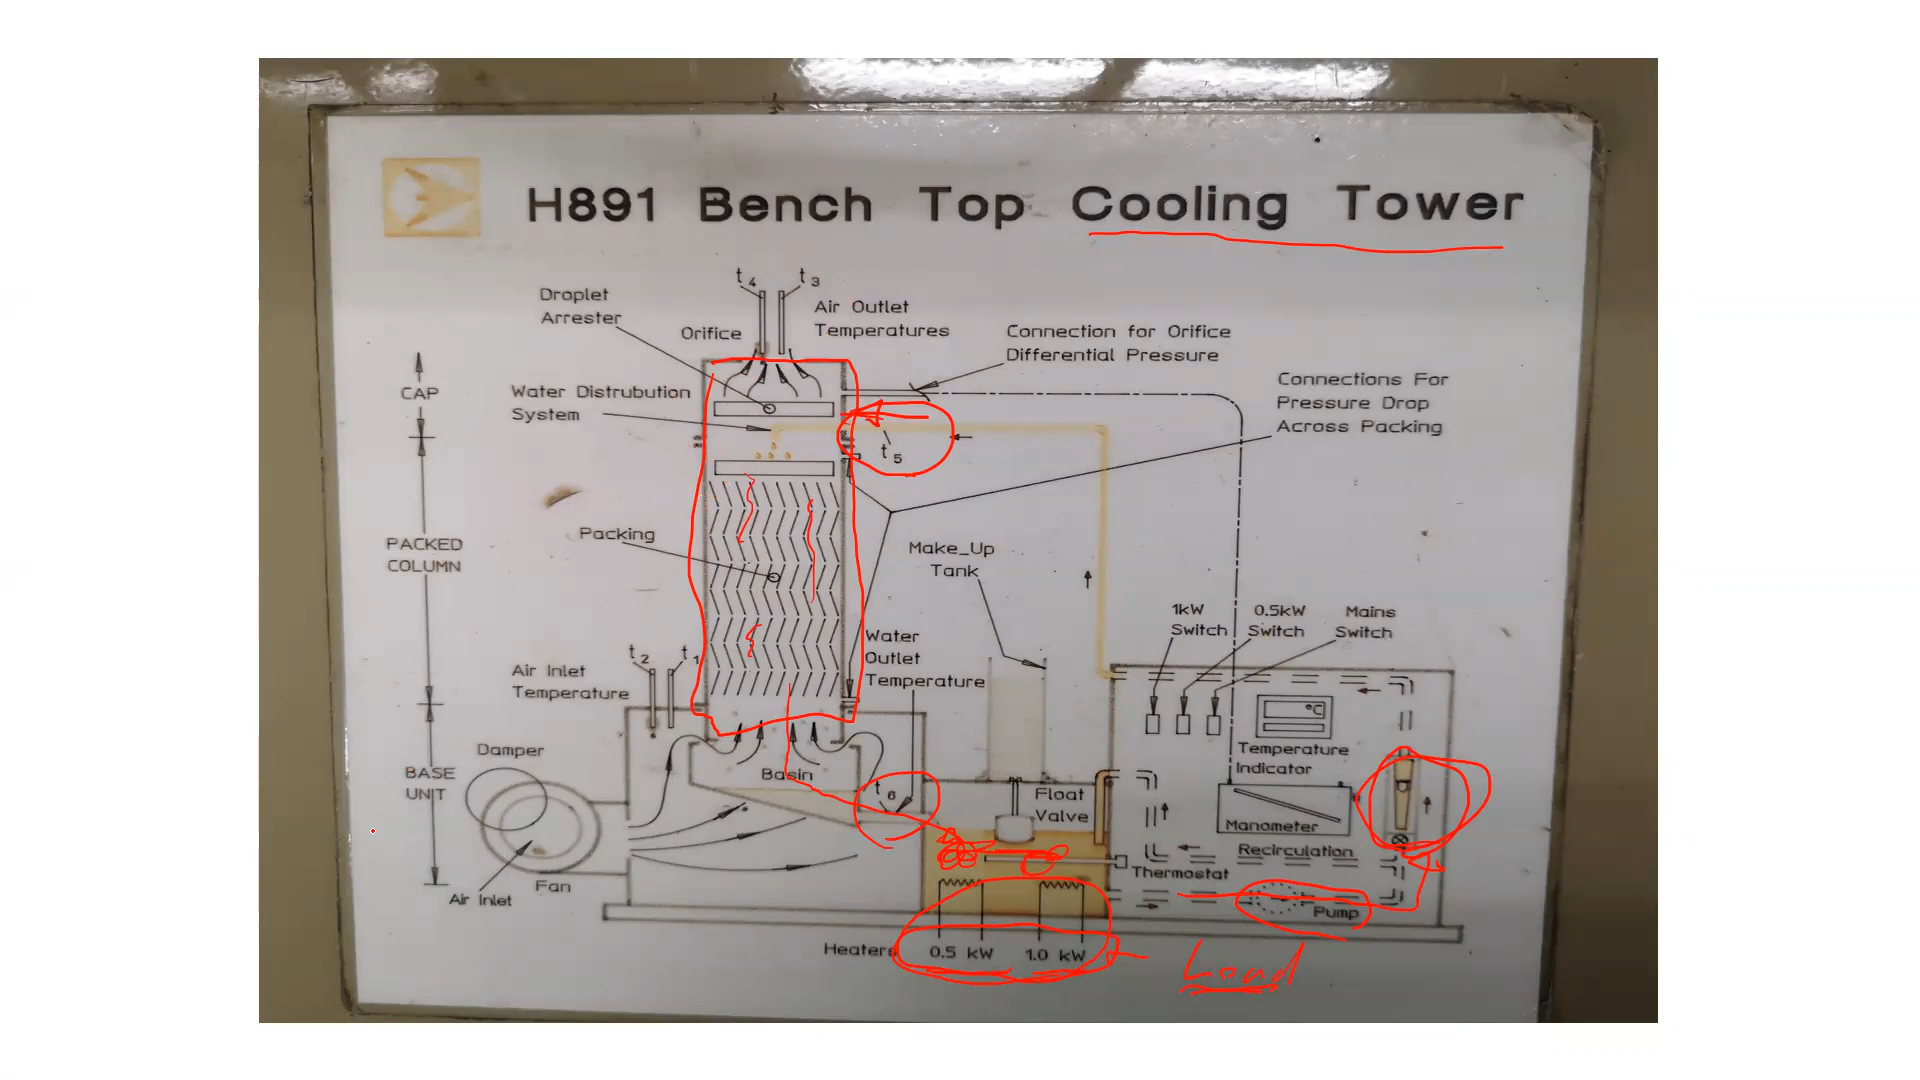 H891 Bench Top Cooling Tower
t4
t3
Droplet
Arrester
Orifice
Air Outlet
Temperatures
Connection for Orifice
Differential Pressure
CAP
Water Distrubution
System
Connections For
Pressure Drop
Across Packing
t5
PACKED
COLUMN
Packing
Make_Up
Tank
1kW
Switch
0.5kW
Switch
Mains
Switch
Water
Outlet
Temperature
t2
t1
Air Inlet
Temperature
°C
Temperature
Indicator
Damper
BASE
UNIT
Basin
t6
Float
Valve
Manometer
Recirculation
Thermostat
Fan
Air Inlet
Pump
Heaters
0.5 kW
1.0 kW
Load